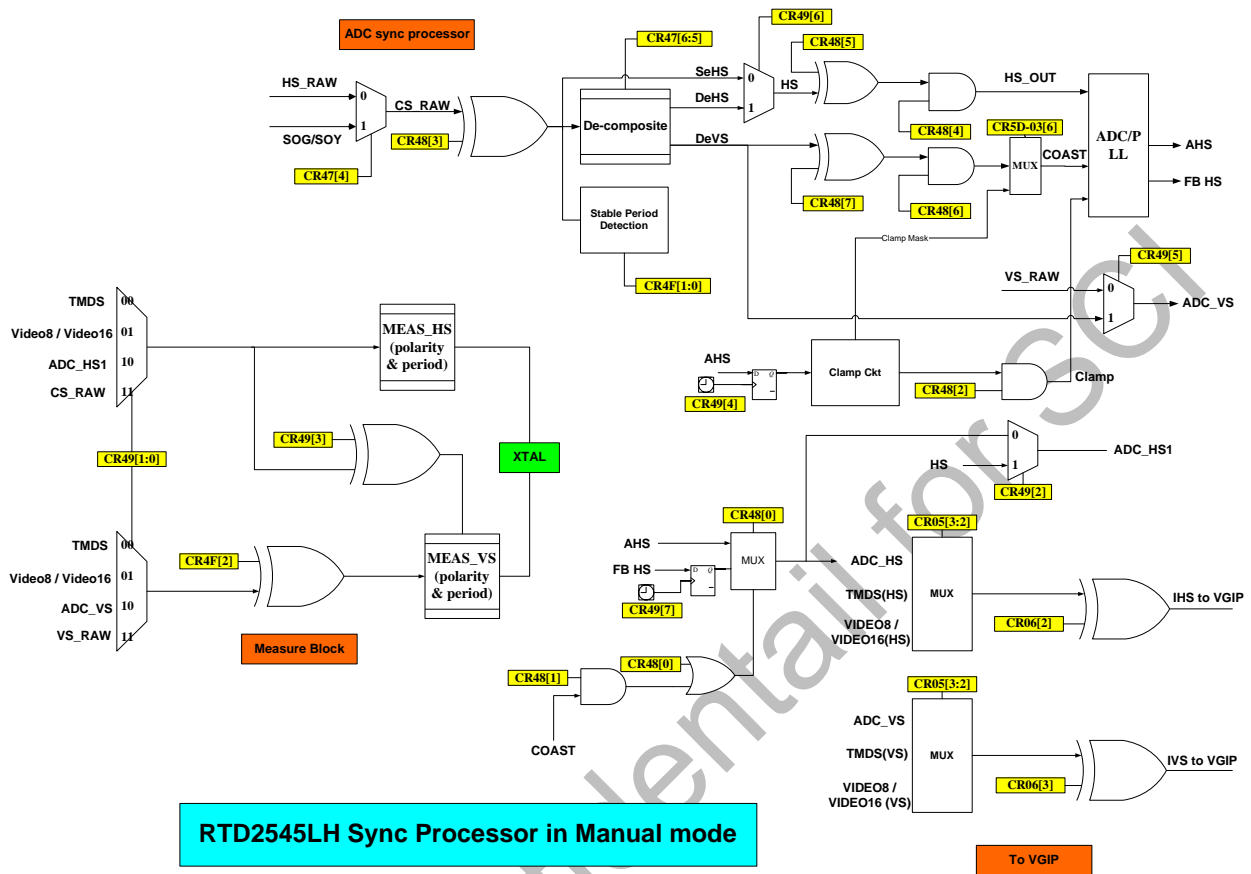 ADC sync processor
CR49[6]
CR47[6:5]
CR48[5]
HS_RAW
0
CS_RAW
1
SOG/SOY
CR48[3]
CR47[4]
SeHS
0
HS
DeHS
1
De-composite
DeVS
HS_OUT
CR48[4]
CR5D-03[6]
MUX
COAST
ADC/P
LL
AHS
FB HS
CR48[7]
CR48[6]
Stable Period
Detection
CR4F[1:0]
Clamp Mask
CR49[5]
VS_RAW
0
1
ADC_VS
TMDS
00
Video8 / Video16
01
ADC_HS1
10
CS_RAW
11
MEAS_HS
(polarity
& period)
AHS
D
Q
CR49[4]
Clamp Ckt
CR48[2]
Clamp
CR49[3]
CR49[1:0]
XTAL
0
HS
1
ADC_HS1
CR49[2]
CR48[0]
AHS
FB HS
D
Q
MUX
CR49[7]
CR05[3:2]
ADC_HS
TMDS(HS)
MUX
VIDEO8 /
VIDEO16(HS)
CR06[2]
IHS to VGIP
TMDS
00
Video8 / Video16
01
ADC_VS
10
VS_RAW
11
CR4F[2]
MEAS_VS
(polarity
& period)
Measure Block
CR48[1]
CR48[0]
COAST
CR05[3:2]
ADC_VS
TMDS(VS)
MUX
VIDEO8 /
VIDEO16 (VS)
CR06[3]
IVS to VGIP
RTD2545LH Sync Processor in Manual mode
To VGIP
dentail for SCI